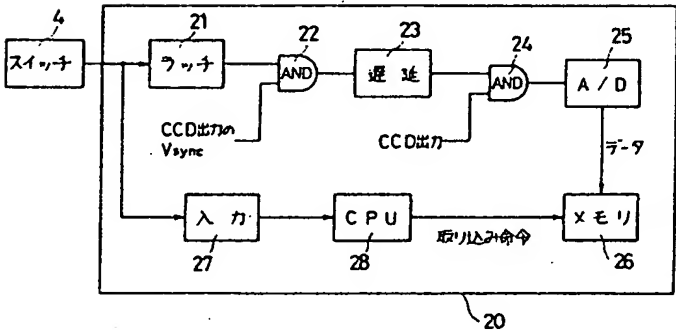 4
スイッチ
21
ラッチ
22
AND
23
遅延
24
AND
25
A/D
CCD出力の
Vsync
CCD出力
データ
入力
27
CPU
28
取り込み命令
メモリ
26
20